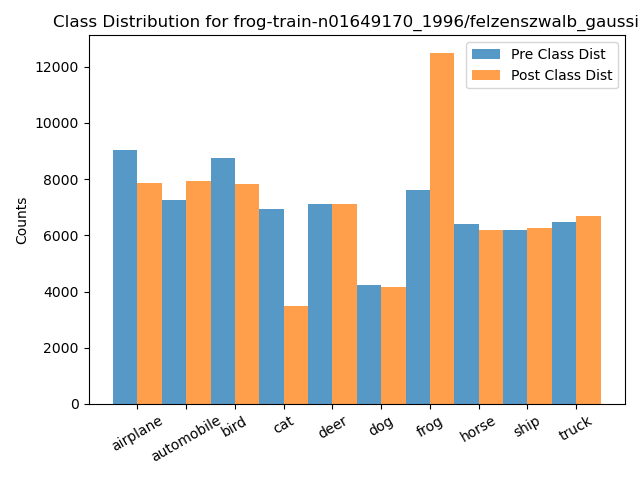 Class Distribution for frog-train-n01649170_1996/felzenszwalb_gaussi
Pre Class Dist
Post Class Dist
Counts
12000
10000
8000
6000
4000
2000
0
airplane
automobile
bird
cat
deer
dog
frog
horse
ship
truck